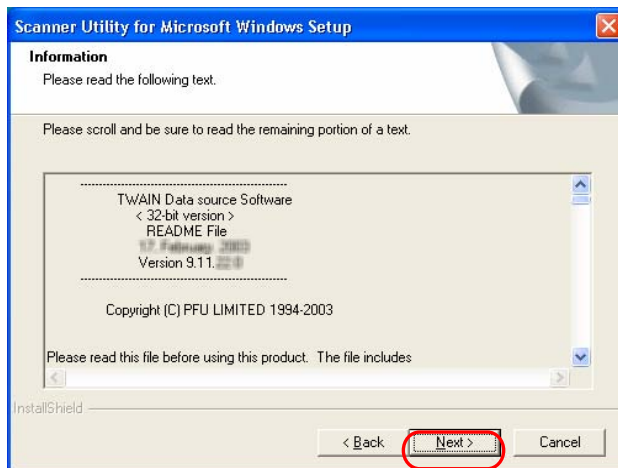 Scanner Utility for Microsoft Windows Setup
Information
Please read the following text.
Please scroll and be sure to read the remaining portion of a text.
TWAIN Data source Software
< 32-bit version >
README File
Version 9.11.
Copyright (C) PFU LIMITED 1994-2003
Please read this file before using this product. The file includes
InstallShield
< Back
Next >
Cancel